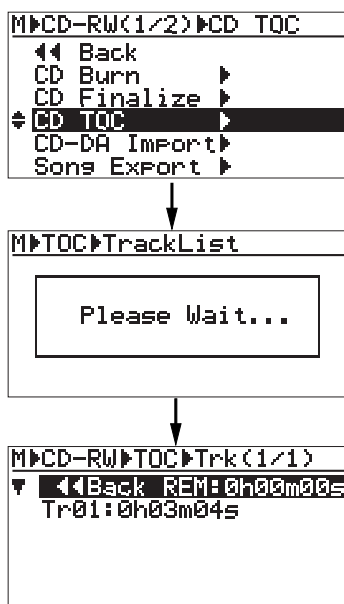 M▶CD-RW(1/2)▶CD TOC
◀◀ Back
CD Burn ▶
CD Finalize ▶
CD TOC ▶
CD-DA Import▶
Song Export ▶
M▶TOC▶TrackList
Please Wait...
M▶CD-RW▶TOC▶Trk(1/1)
◀◀Back REM:0h00m00s
Tr01:0h03m04s